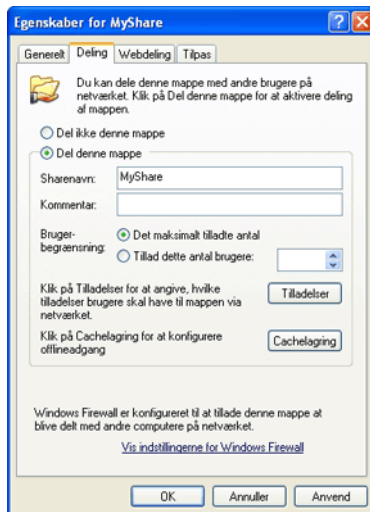 Egenskaber for MyShare
Generelt Deling Webdeling Tilpas
Du kan dele denne mappe med andre brugere på
netværket. Klik på Del denne mappe for at aktivere deling
af mappen.
Del ikke denne mappe
Del denne mappe
Sharenavn: MyShare
Kommentar:
Bruger-
begrænsning:
Det maksimalt tilladte antal
Tillad dette antal brugere:
Klik på Tilladelser for at angive, hvilke
tilladelser brugere skal have til mappen via
netværket.
Tilladelser
Klik på Cachelagring for at konfigurere
offlineadgang
Cachelagring
Windows Firewall er konfigureret til at tillade denne mappe at
blive delt med andre computere på netværket.
Vis indstillingerne for Windows Firewall
OK Annuller Anvend